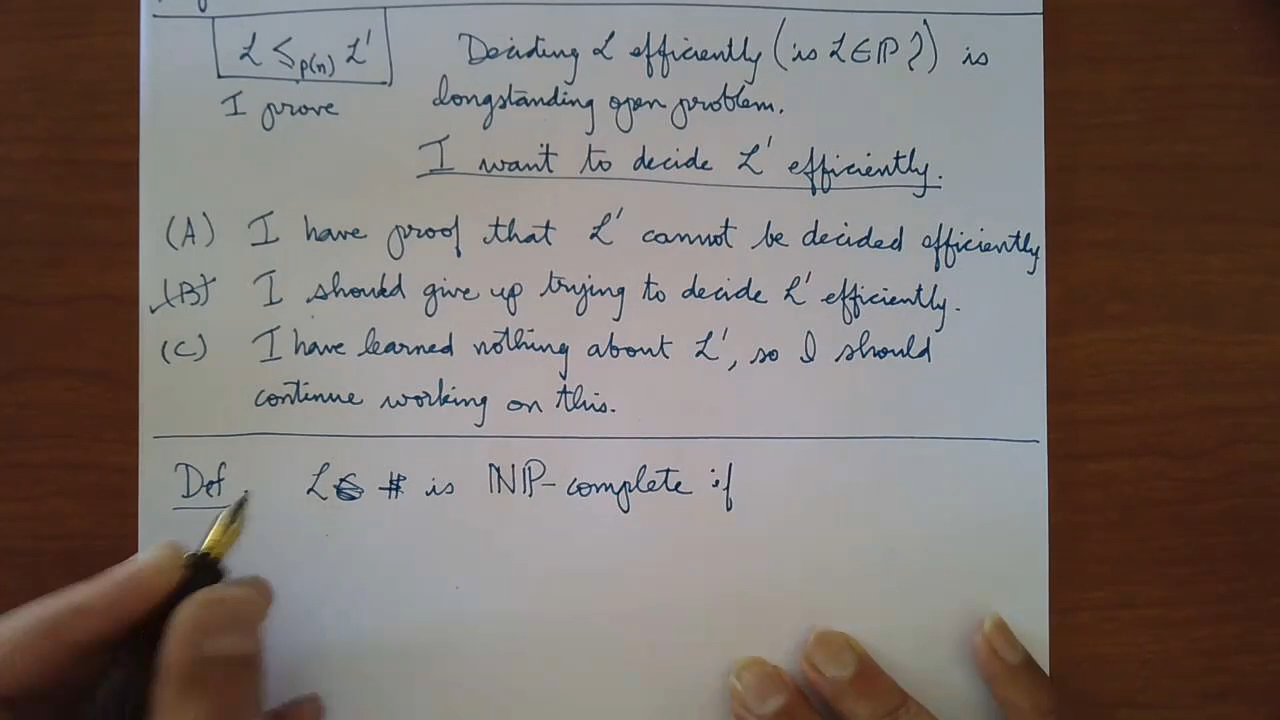 L ≤p(n) L'
Deciding L efficiently (is L∈P?) is
I prove
longstanding open problem.
I want to decide L' efficiently.
(A) I have proof that L' cannot be decided efficiently
(B) I should give up trying to decide L' efficiently.
(C) I have learned nothing about L', so I should
continue working on this.
Def. L is NP-complete if